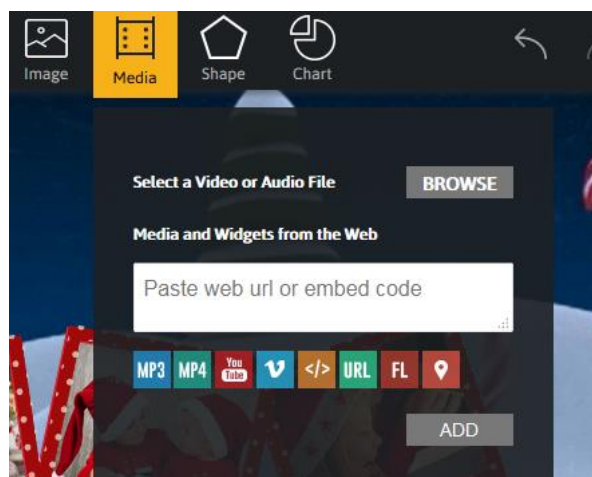 Image Media Shape Chart
Select a Video or Audio File BROWSE
Media and Widgets from the Web
Paste web url or embed code
MP3 MP4 You Tube V </> URL FL
ADD